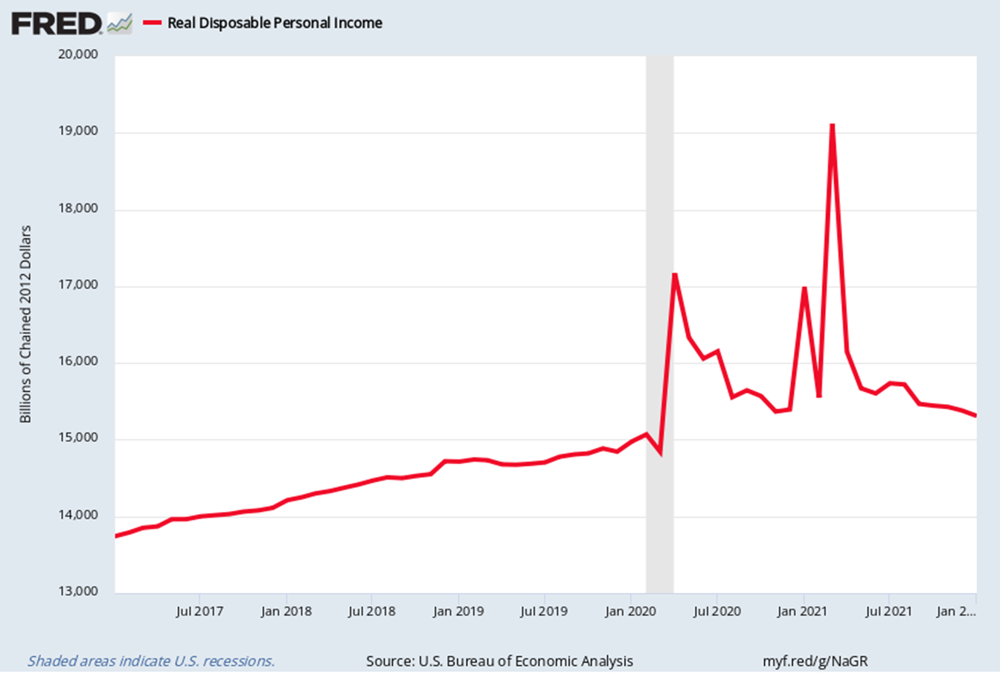 FRED
Real Disposable Personal Income
20,000
19,000
18,000
17,000
16,000
15,000
14,000
13,000
Billions of Chained 2012 Dollars
Jul 2017 Jan 2018 Jul 2018 Jan 2019 Jul 2019 Jan 2020 Jul 2020 Jan 2021 Jul 2021 Jan 2...
Shaded areas indicate U.S. recessions. Source: U.S. Bureau of Economic Analysis myf.red/g/NaGR